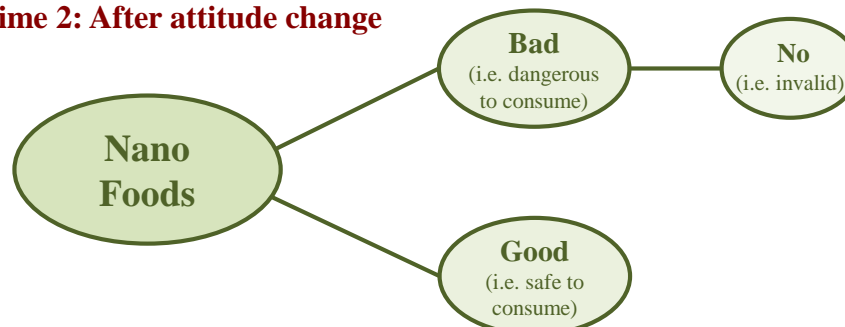 ime 2: After attitude change
Bad
(i.e. dangerous
to consume)
No
(i.e. invalid)
Nano
Foods
Good
(i.e. safe to
consume)